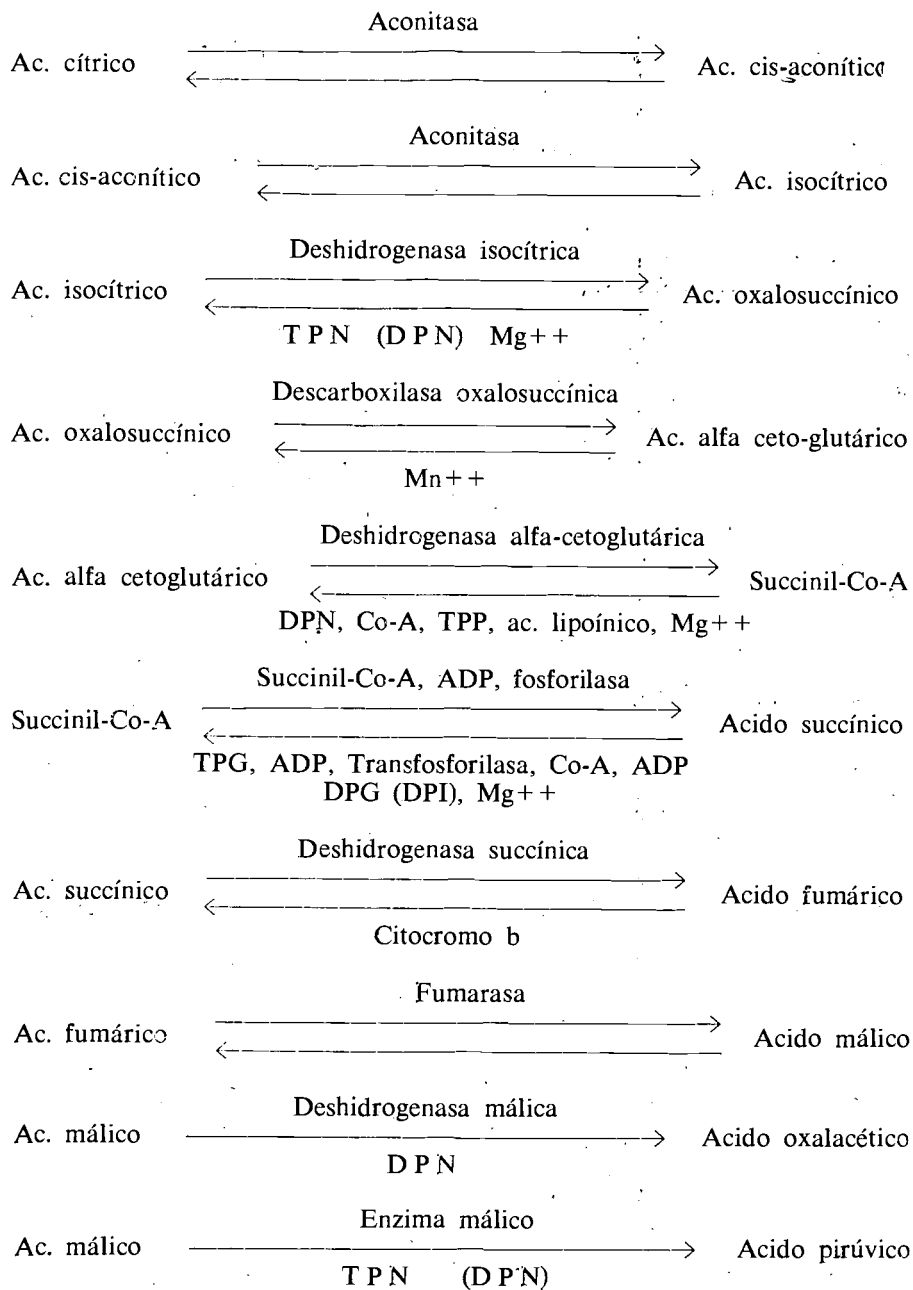 Aconitasa
Ac. cítrico Ac. cis-aconítico
Aconitasa
Ac. cis-aconítico Ac. isocítrico
Deshidrogenasa isocítrica
Ac. isocítrico Ac. oxalosuccínico
T P N (D P N) Mg++
Descarboxilasa oxalosuccínica
Ac. oxalosuccínico Ac. alfa ceto-glutárico
Mn++
Deshidrogenasa alfa-cetoglutárica
Ac. alfa cetoglutárico Succinil-Co-A
DPN, Co-A, TPP, ac. lipoínico, Mg++
Succinil-Co-A, ADP, fosforilasa
Succinil-Co-A Acido succínico
TPG, ADP, Transfosforilasa, Co-A, ADP
DPG (DPI), Mg++
Deshidrogenasa succínica
Ac. succínico Acido fumárico
Citocromo b
Fumarasa
Ac. fumárico Acido málico
Deshidrogenasa málica
Ac. málico Acido oxalacético
D P N
Enzima málico
Ac. málico Acido pirúvico
T P N (D P N)